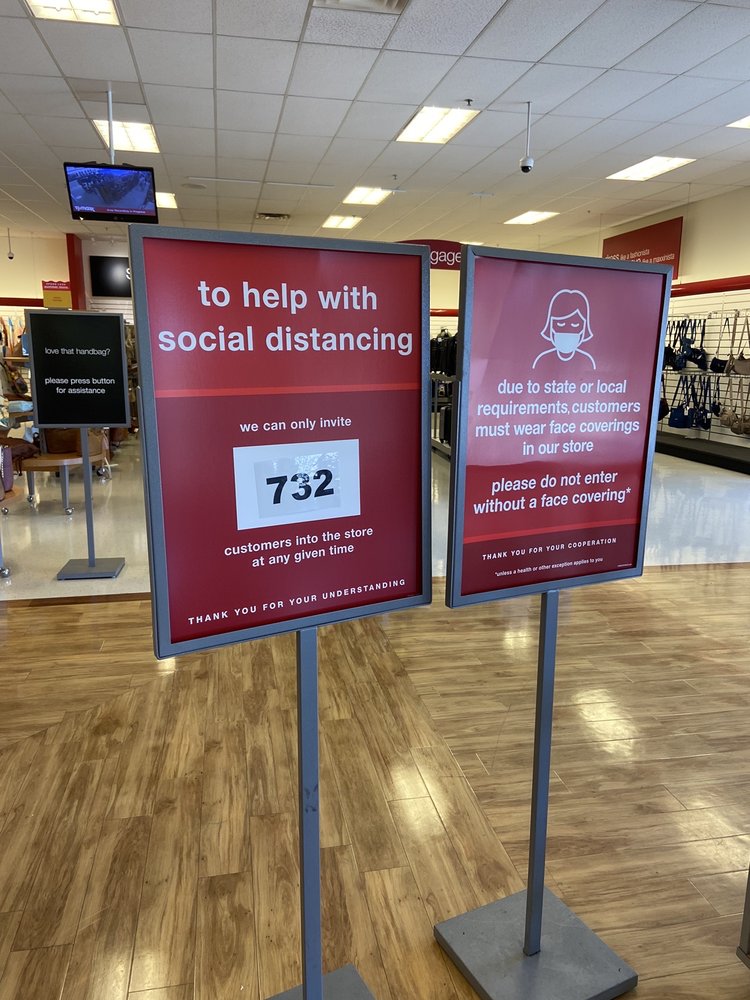 to help with
social distancing
we can only invite
732
customers into the store
at any given time
THANK YOU FOR YOUR UNDERSTANDING
due to state or local
requirements, customers
must wear face coverings
in our store
please do not enter
without a face covering*
THANK YOU FOR YOUR COOPERATION
*unless a health or other exception applies to you
love that handbag?
please press button
for assistance
gage